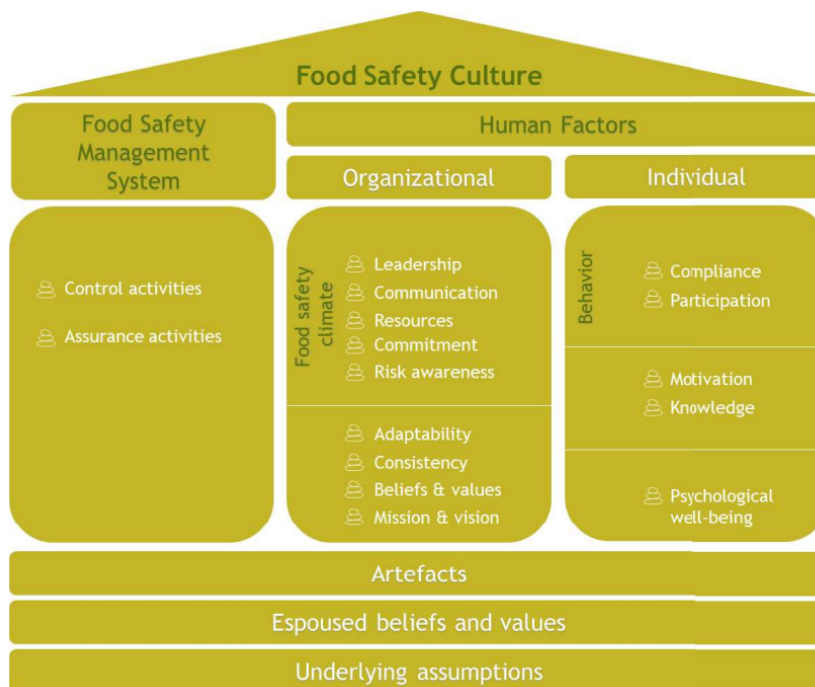 Food Safety Culture
Food Safety
Management
System
Human Factors
Organizational
Individual
Control activities
Assurance activities
Food safety
climate
Leadership
Communication
Resources
Commitment
Risk awareness
Adaptability
Consistency
Beliefs & values
Mission & vision
Behavior
Compliance
Participation
Motivation
Knowledge
Psychological
well-being
Artefacts
Espoused beliefs and values
Underlying assumptions